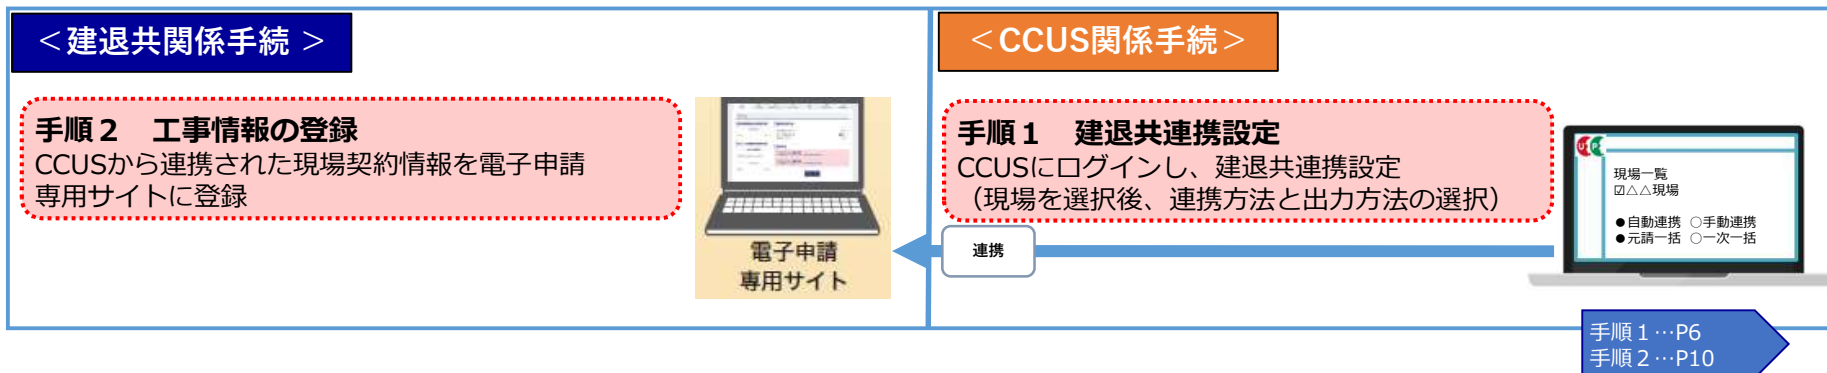 ＜建退共関係手続 ＞
手順２　工事情報の登録
CCUSから連携された現場契約情報を電子申請
専用サイトに登録
電子申請
専用サイト
＜CCUS関係手続＞
手順１　建退共連携設定
CCUSにログインし、建退共連携設定
（現場を選択後、連携方法と出力方法の選択）
連携
現場一覧
☑△△現場
●自動連携 ○手動連携
●元請一括 ○一次一括
手順１…P6
手順２…P10